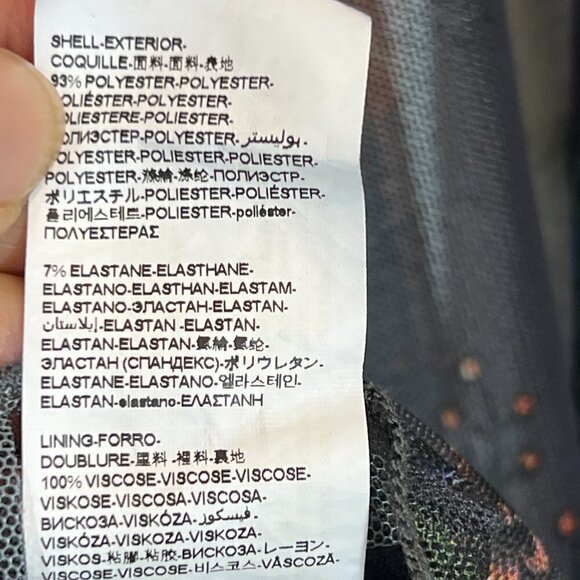 SHELL-EXTERIOR-
COQUILLE-面料-面料-表地
93% POLYESTER-POLYESTER-
POLIÉSTER-POLYESTER-
POLIESTERE-POLIESTER-
ПОЛИЭСТЕР-POLYESTER-بوليستر-
POLYESTER-POLIESTER-POLIESTER-
POLYESTER-滌綸-涤纶-ПОЛИЭСТР-
ポリエステル-POLIESTER-POLIÉSTER-
폴리에스테르-POLIESTER-poliéster-
ΠΟΛΥΕΣΤΕΡΑΣ
7% ELASTANE-ELASTHANE-
ELASTANO-ELASTHAN-ELASTAM-
ELASTANO-ЭЛАСТАН-ELASTAN-
إيلاستان-ELASTAN -ELASTAN-
ELASTAN-ELASTAN-氨綸-氨纶-
ЭЛАСТАН (СПАНДЕКС)-ポリウレタン-
ELASTANE-ELASTANO-엘라스테인-
ELASTAN-elastano-ΕΛΑΣΤΑΝΗ
LINING-FORRO-
DOUBLURE-里料 -裡料-裏地
100% VISCOSE-VISCOSE-VISCOSE-
VISKOSE-VISCOSA-VISCOSA-
ВИСКОЗА-VISKÓZA-فيسكوز-
VISKÓZA-VISKOZA-VISKOZA-
VISKOS-粘膠-粘胶-ВИСКОЗА-レーヨン-
VISCOSE-VISCOSE-비스코스-VÂSCOZĂ-